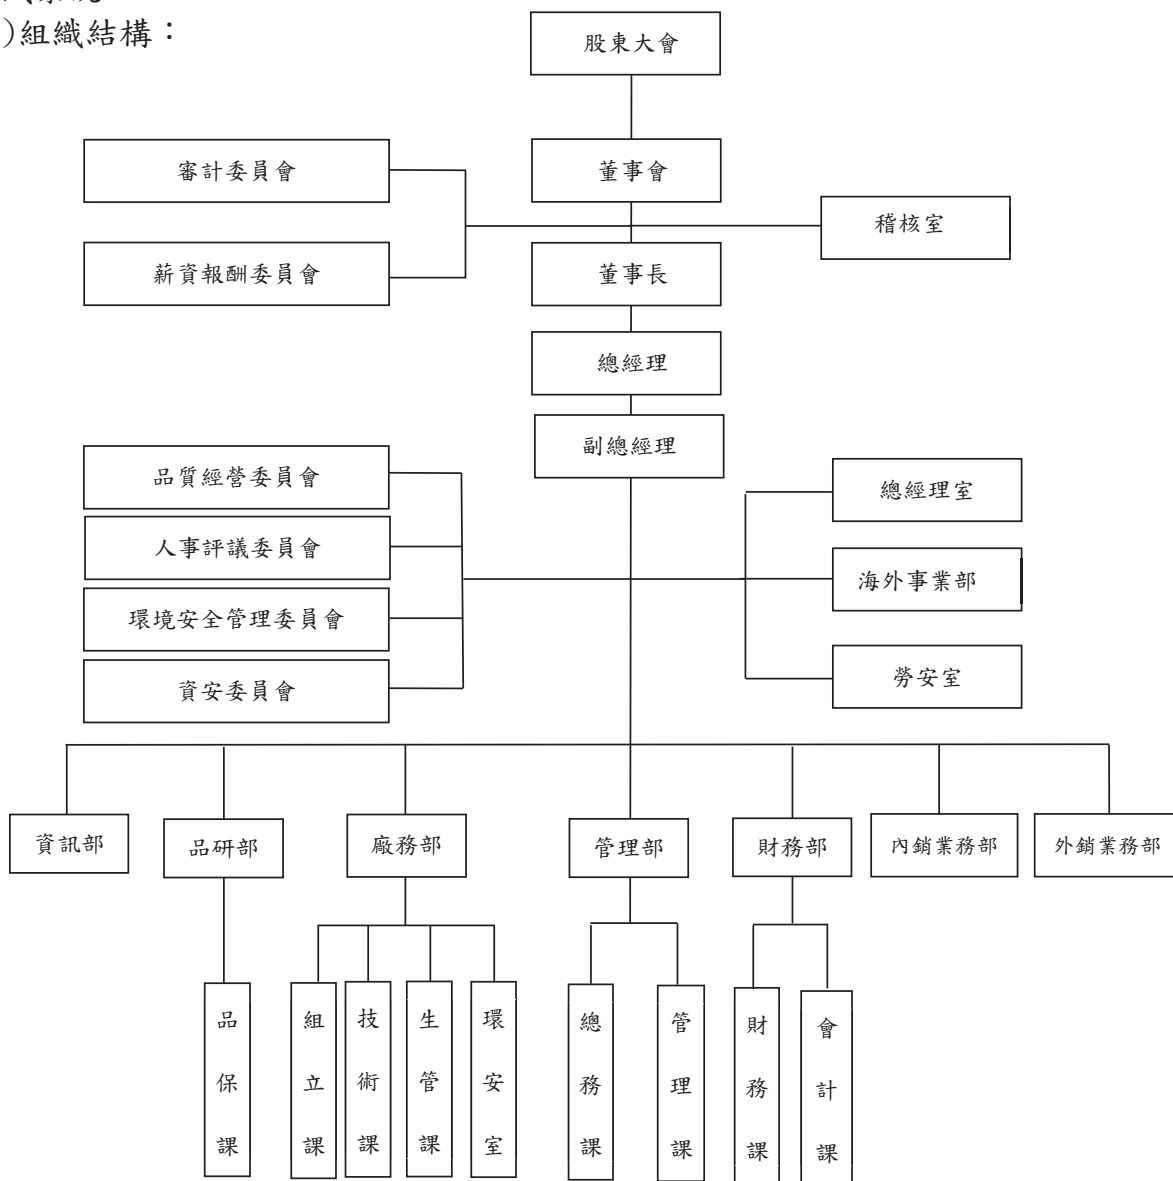 )組織結構：
股東大會
審計委員會
董事會
稽核室
薪資報酬委員會
董事長
總經理
副總經理
品質經營委員會
總經理室
人事評議委員會
海外事業部
環境安全管理委員會
勞安室
資安委員會
資訊部
品研部
廠務部
管理部
財務部
內銷業務部
外銷業務部
品保課
組立課
技術課
生管課
環安室
總務課
管理課
財務課
會計課